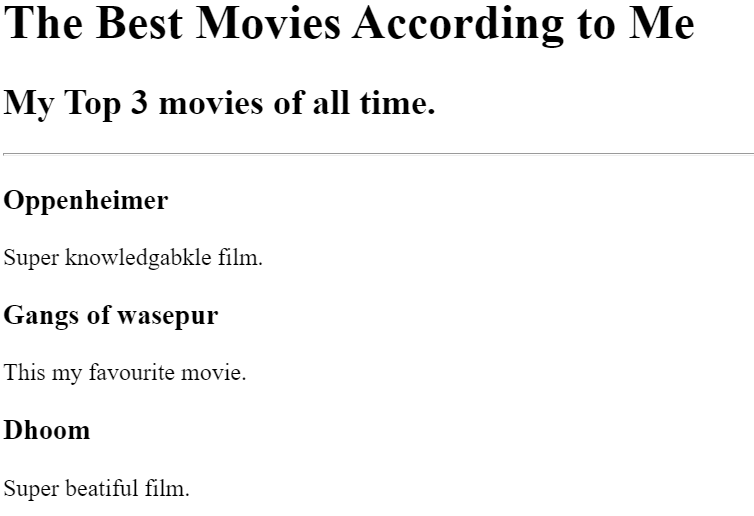 The Best Movies According to Me
My Top 3 movies of all time.
Oppenheimer
Super knowledgabkle film.
Gangs of wasepur
This my favourite movie.
Dhoom
Super beatiful film.